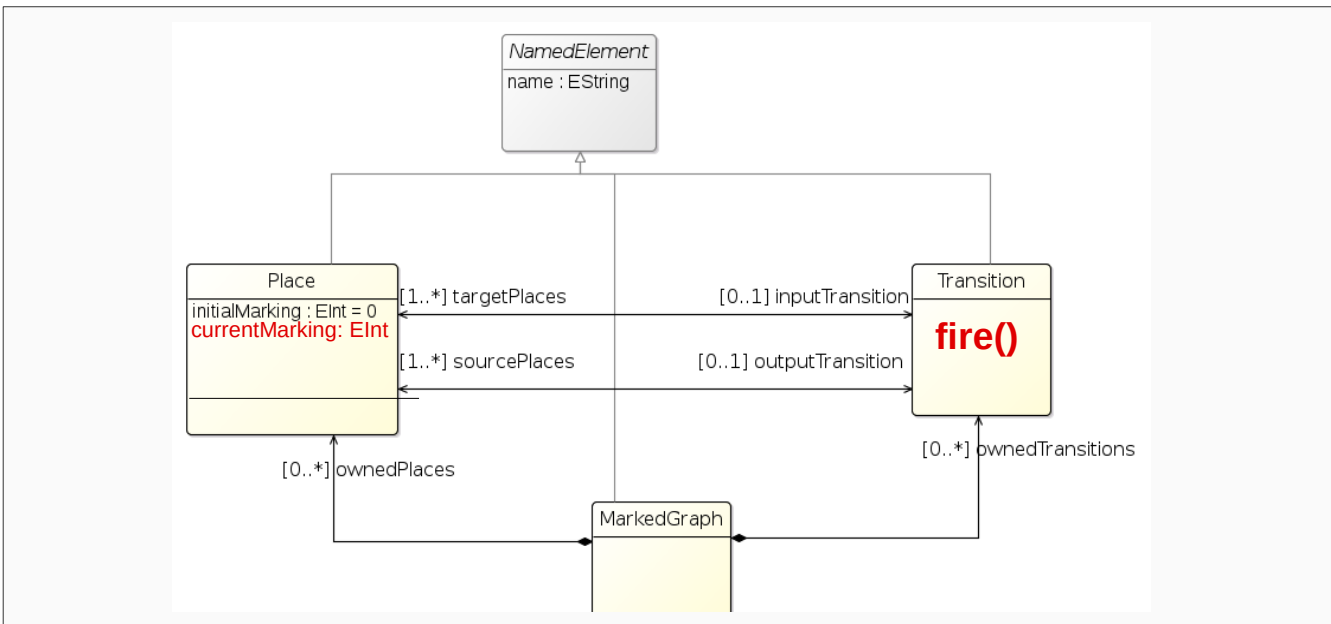 NamedElement
name : EString
Place
initialMarking : EInt = 0
currentMarking: EInt
[1..*] targetPlaces
[0..1] inputTransition
Transition
fire()
[1..*] sourcePlaces
[0..1] outputTransition
[0..*] ownedPlaces
[0..*] ownedTransitions
MarkedGraph